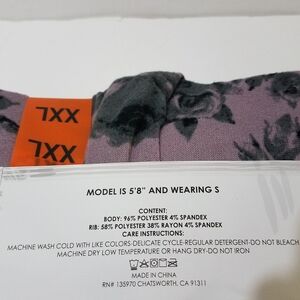 XXL
XXL
MODEL IS 5'8" AND WEARING S
CONTENT:
BODY: 96% POLYESTER 4% SPANDEX
RIB: 58% POLYESTER 38% RAYON 4% SPANDEX
CARE INSTRUCTIONS:
MACHINE WASH COLD WITH LIKE COLORS-DELICATE CYCLE-REGULAR DETERGENT-DO NOT BLEACH
MACHINE DRY LOW TEMPERATURE OR HANG DRY-DO NOT IRON
MADE IN CHINA
RN# 135970 CHATSWORTH, CA 91311